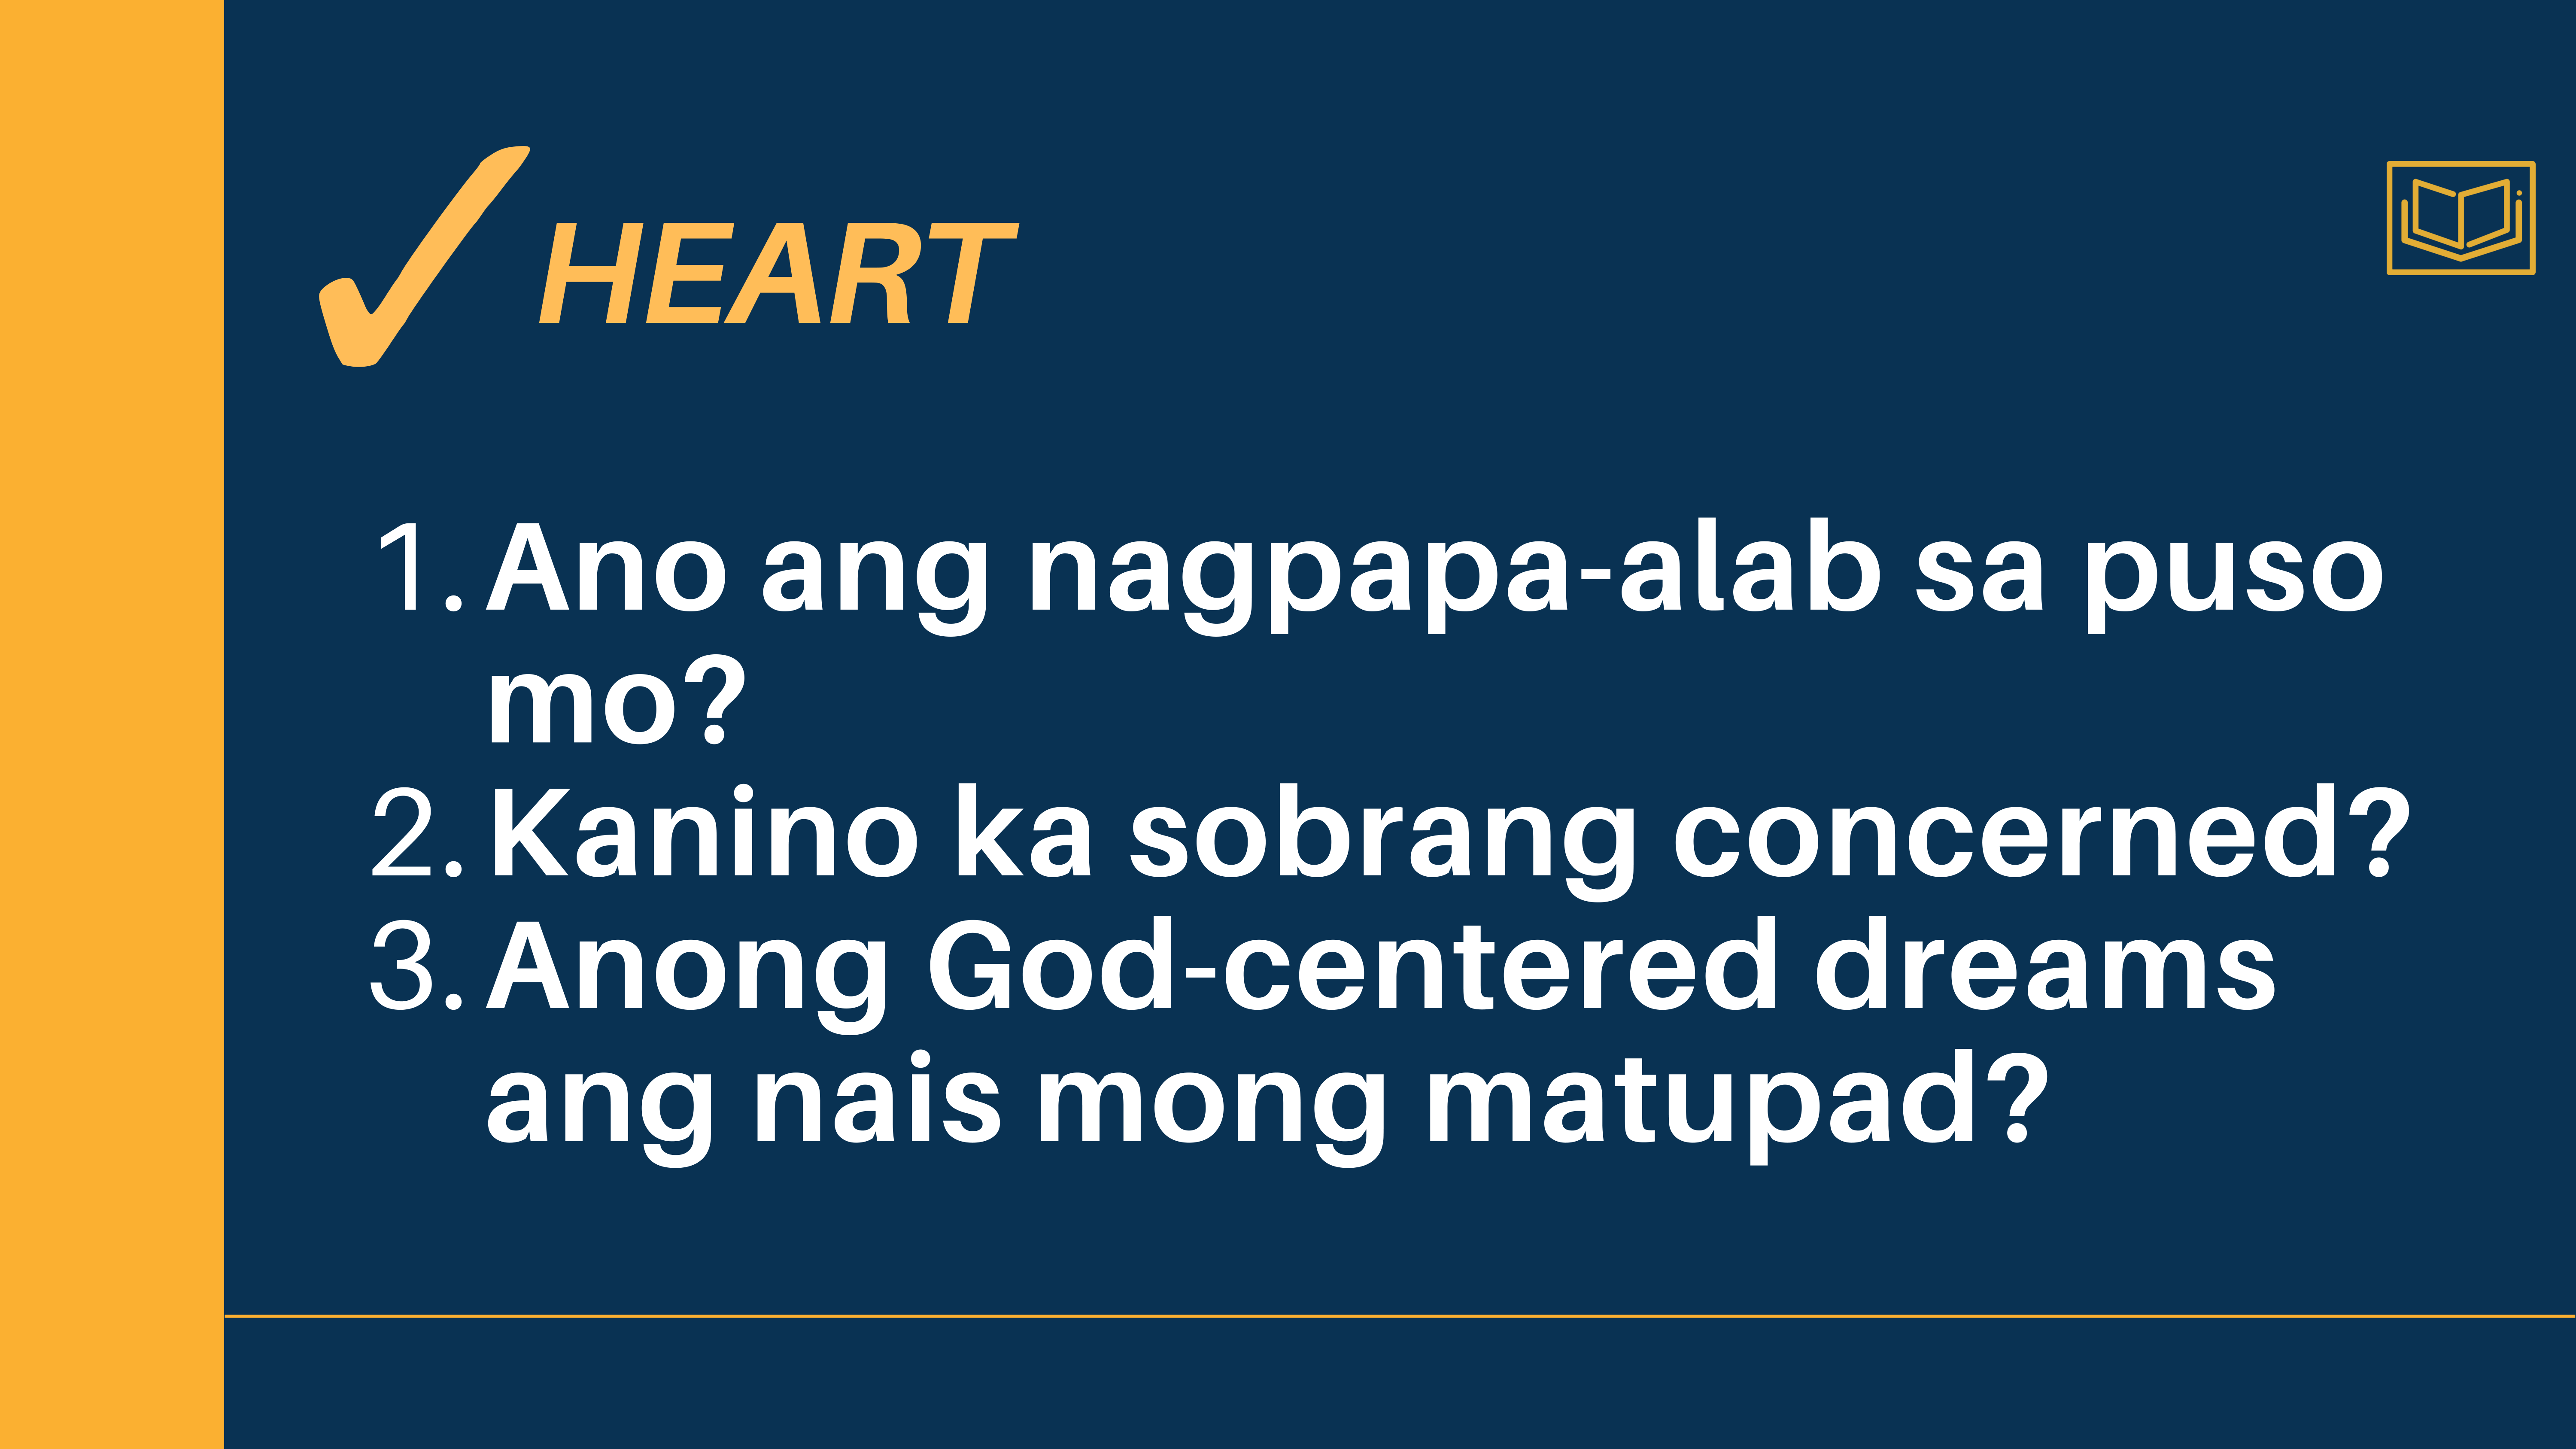 HEART
1. Ano ang nagpapa-alab sa puso
mo?
2. Kanino ka sobrang concerned?
3. Anong God-centered dreams
ang nais mong matupad?